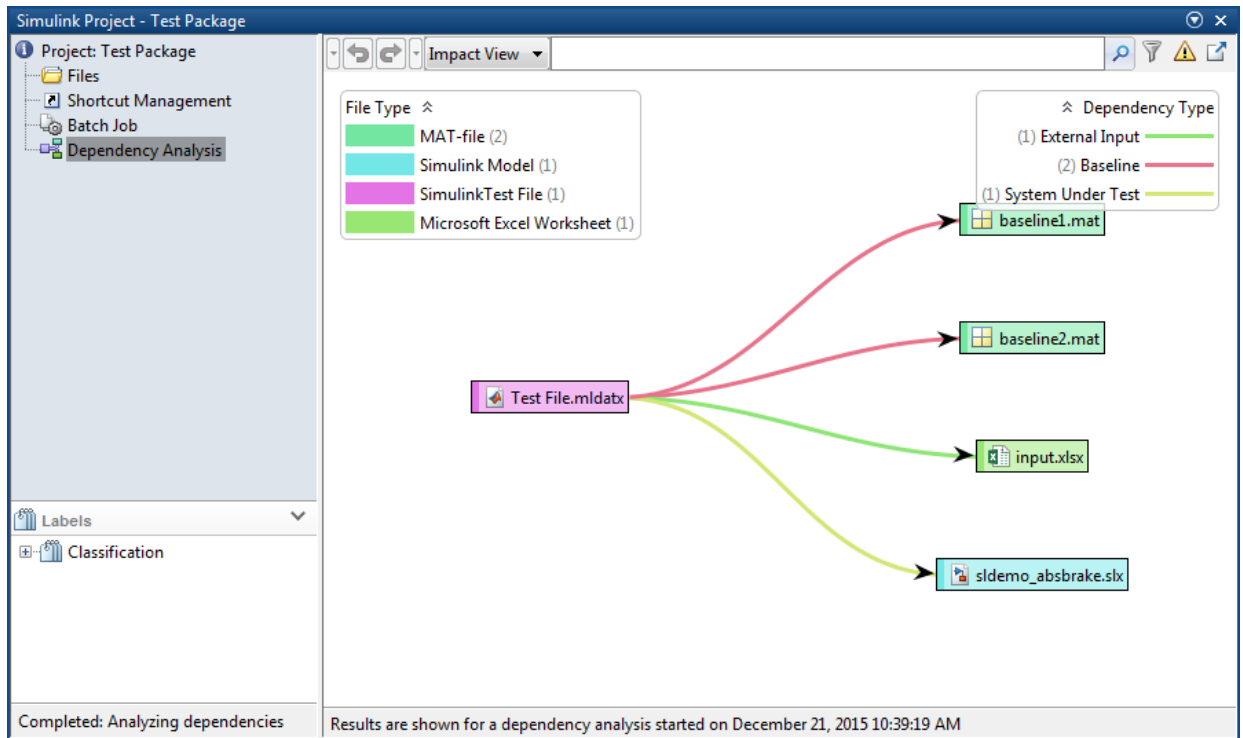 Simulink Project - Test Package
Project: Test Package
Files
Shortcut Management
Batch Job
Dependency Analysis
Labels
Classification
Completed: Analyzing dependencies
Impact View
File Type
MAT-file (2)
Simulink Model (1)
SimulinkTest File (1)
Microsoft Excel Worksheet (1)
Dependency Type
(1) External Input
(2) Baseline
(1) System Under Test
baseline1.mat
baseline2.mat
Test File.mldatx
input.xlsx
sldemo_absbrake.slx
Results are shown for a dependency analysis started on December 21, 2015 10:39:19 AM